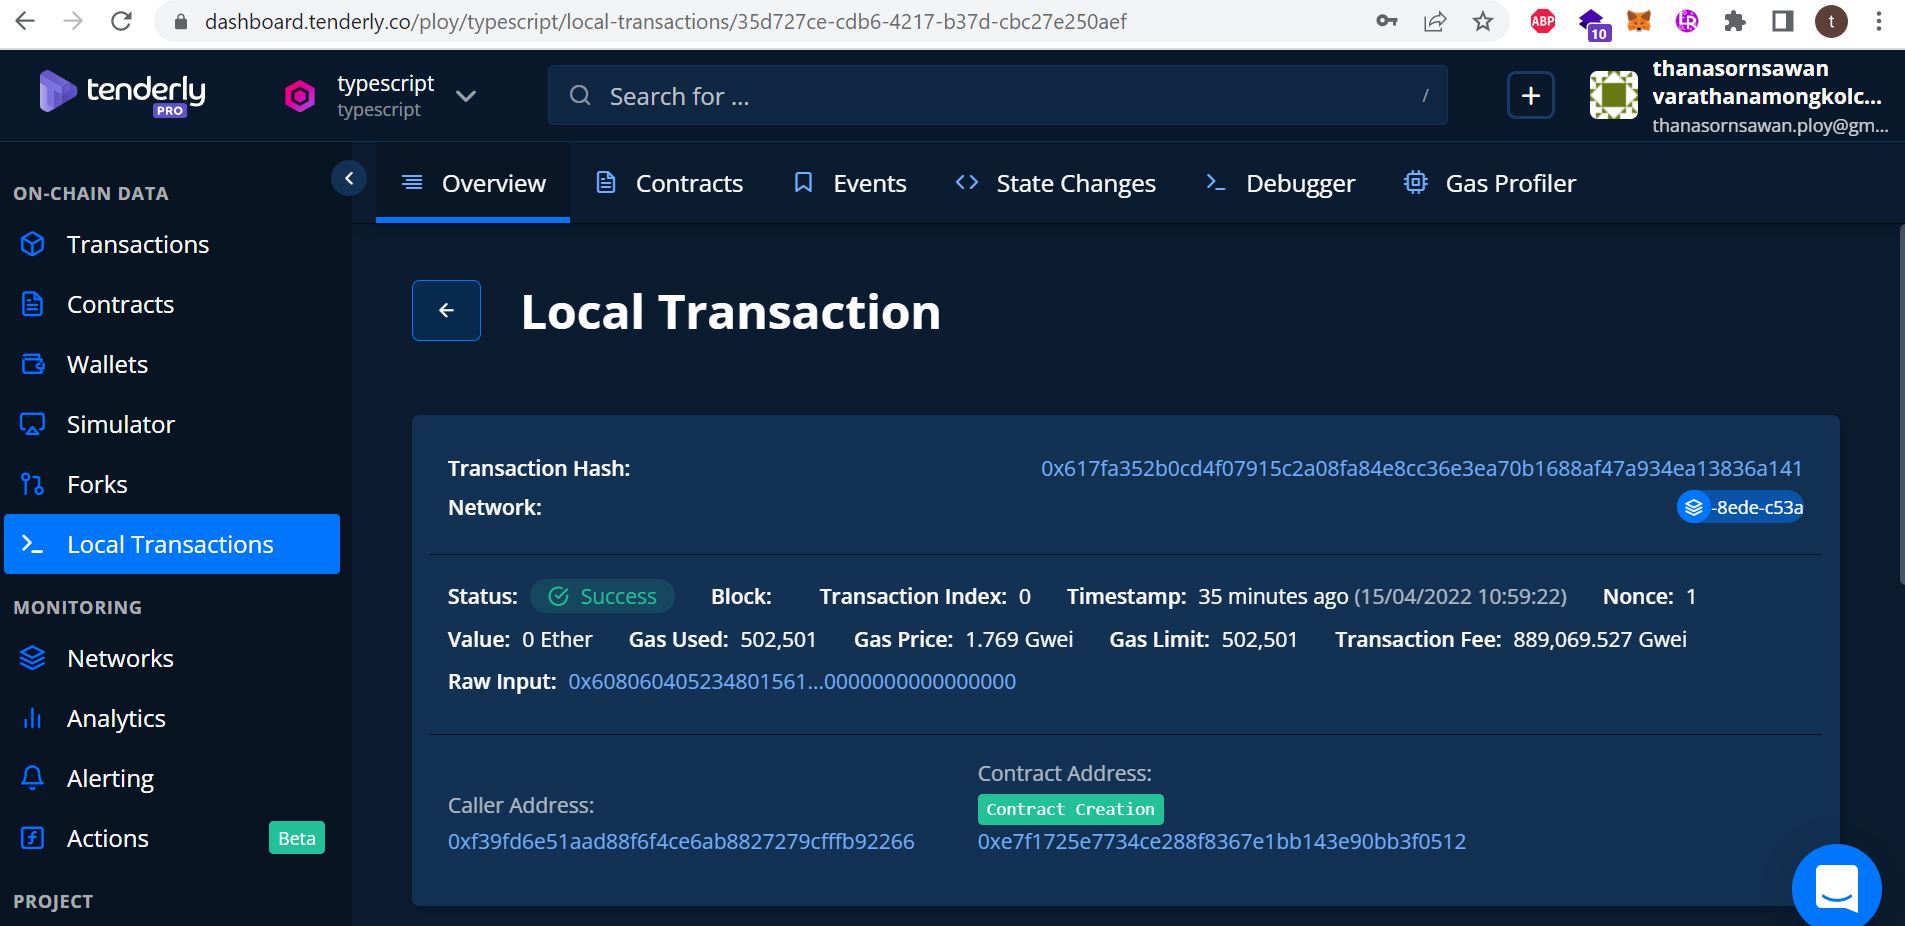 dashboard.tenderly.co/ploy/typescript/local-transactions/35d727ce-cdb6-4217-b37d-cbc27e250aef
ABP
10
t
tenderly
PRO
typescript
typescript
Search for ...
/
thanasornsawan
varathanamongkolc...
thanasornsawan.ploy@gm...
ON-CHAIN DATA
Transactions
Contracts
Wallets
Simulator
Forks
Local Transactions
MONITORING
Networks
Analytics
Alerting
Actions Beta
PROJECT
Overview Contracts Events State Changes Debugger Gas Profiler
Local Transaction
Transaction Hash: 0x617fa352b0cd4f07915c2a08fa84e8cc36e3ea70b1688af47a934ea13836a141
Network: -8ede-c53a
Status: Success Block: Transaction Index: 0 Timestamp: 35 minutes ago (15/04/2022 10:59:22) Nonce: 1
Value: 0 Ether Gas Used: 502,501 Gas Price: 1.769 Gwei Gas Limit: 502,501 Transaction Fee: 889,069.527 Gwei
Raw Input: 0x608060405234801561...0000000000000000
Caller Address:
0xf39fd6e51aad88f6f4ce6ab8827279cfffb92266
Contract Address:
Contract Creation
0xe7f1725e7734ce288f8367e1bb143e90bb3f0512